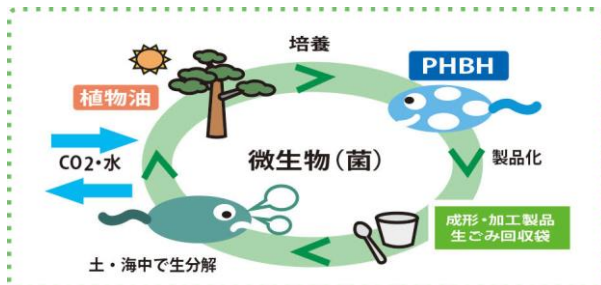 培養
PHBH
植物油
CO2・水
微生物（菌）
製品化
成形・加工製品
生ごみ回収袋
土・海中で生分解